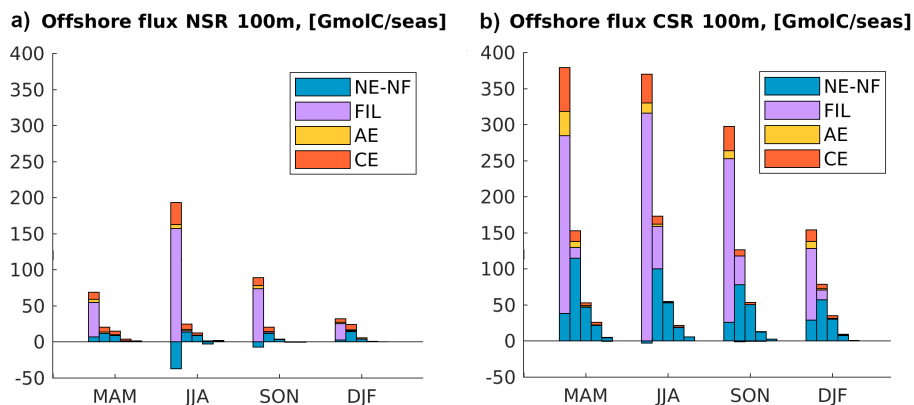 a) Offshore flux NSR 100m, [GmolC/seas]
400
350
300
250
200
150
100
50
0
-50
NE-NF
FIL
AE
CE
MAM JJA SON DJF
b) Offshore flux CSR 100m, [GmolC/seas]
400
350
300
250
200
150
100
50
0
-50
NE-NF
FIL
AE
CE
MAM JJA SON DJF